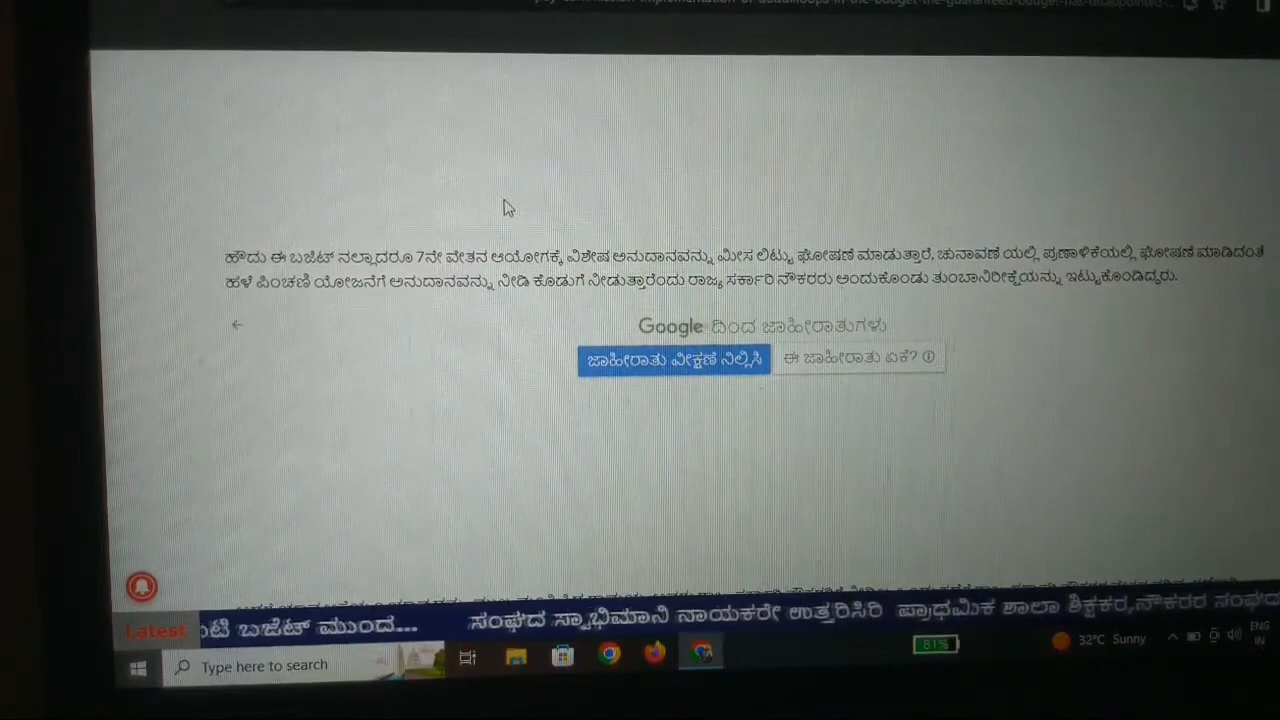 ಹೌದು ಈ ಬಜೆಟ್ ನಲ್ಲಾದರೂ 7ನೇ ವೇತನ ಆಯೋಗಕ್ಕೆ ವಿಶೇಷ ಅನುದಾನವನ್ನು ಮೀಸ ಲಿಟ್ಟು ಘೋಷಣೆ ಮಾಡುತ್ತಾರೆ, ಚುನಾವಣೆ ಯಲ್ಲಿ ಪ್ರಣಾಳಿಕೆಯಲ್ಲಿ ಘೋಷಣೆ ಮಾಡಿದಂತೆ
ಹಳೆ ಪಿಂಚಣಿ ಯೋಜನೆಗೆ ಅನುದಾನವನ್ನು ನೀಡಿ ಕೊಡುಗೆ ನೀಡುತ್ತಾರೆಂದು ರಾಜ್ಯ ಸರ್ಕಾರಿ ನೌಕರರು ಅಂದುಕೊಂಡು ತುಂಬಾನಿರೀಕ್ಷೆಯನ್ನು ಇಟ್ಟುಕೊಂಡಿದ್ದರು.
Google ದಿಂದ ಜಾಹೀರಾತುಗಳು
ಜಾಹೀರಾತು ವೀಕ್ಷಣೆ ನಿಲ್ಲಿಸಿ ಈ ಜಾಹೀರಾತು ಏಕೆ?
Latest ಬಜೆಟ್ ಮುಂದ... ಸಂಘದ ಸ್ವಾಭಿಮಾನಿ ನಾಯಕರೇ ಉತ್ತರಿಸಿರಿ ಪ್ರಾಥಮಿಕ ಶಾಲಾ ಶಿಕ್ಷಕರ,ನೌಕರರ ಸಂಘದ
Type here to search 81% 32°C Sunny ENG
IN